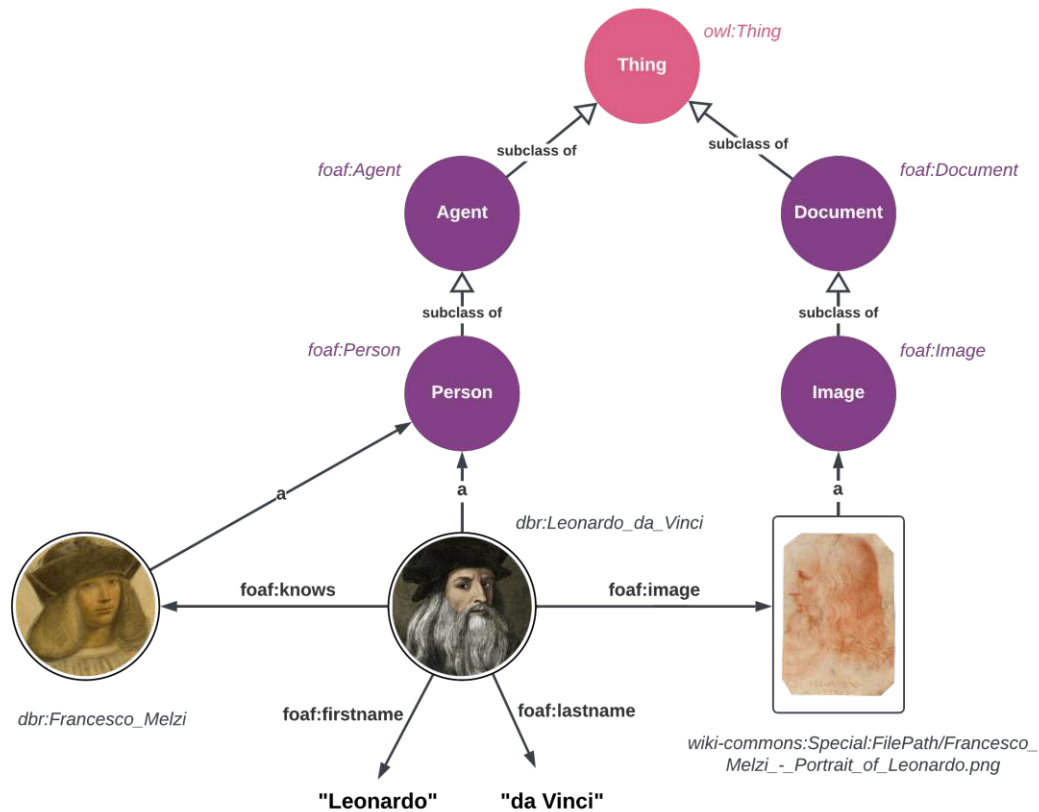 owl:Thing
Thing
subclass of
subclass of
foaf:Agent
foaf:Document
Agent
Document
subclass of
subclass of
foaf:Person
foaf:Image
Person
Image
a
a
a
dbr:Leonardo_da_Vinci
foaf:knows
foaf:image
dbr:Francesco_Melzi
foaf:firstname
foaf:lastname
wiki-commons:Special:FilePath/Francesco_
Melzi_-_Portrait_of_Leonardo.png
"Leonardo"
"da Vinci"